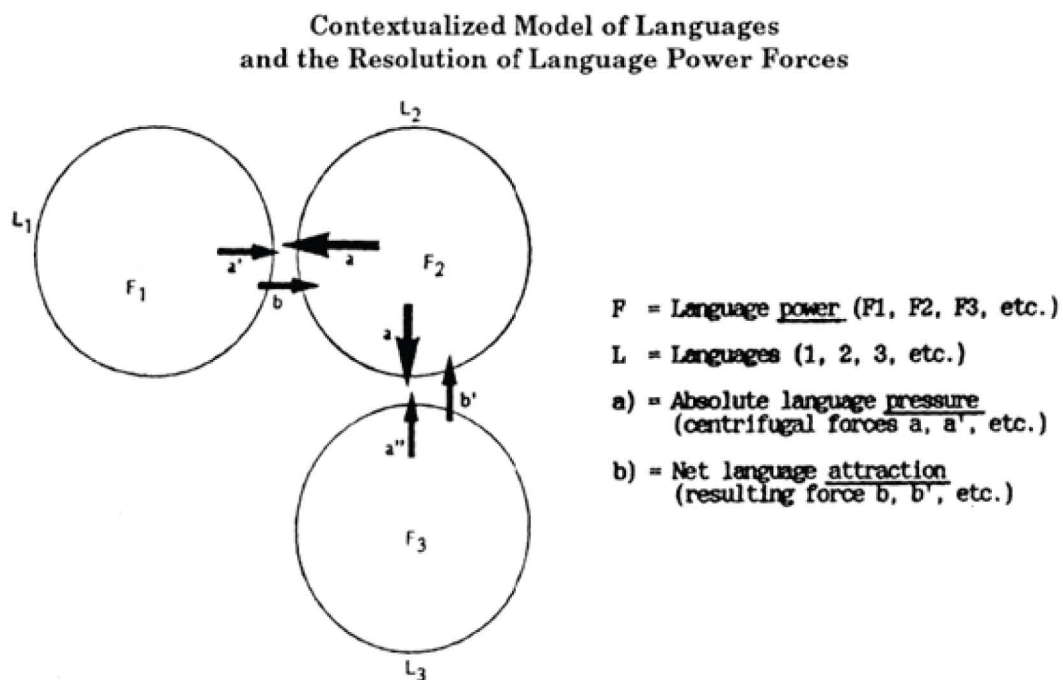 Contextualized Model of Languages
and the Resolution of Language Power Forces
L₂
L₁
a'
a
F₁
b
F₂
a
b'
a"
F₃
L₃
F = Language power (F1, F2, F3, etc.)
L = Languages (1, 2, 3, etc.)
a) = Absolute language pressure
(centrifugal forces a, a', etc.)
b) = Net language attraction
(resulting force b, b', etc.)